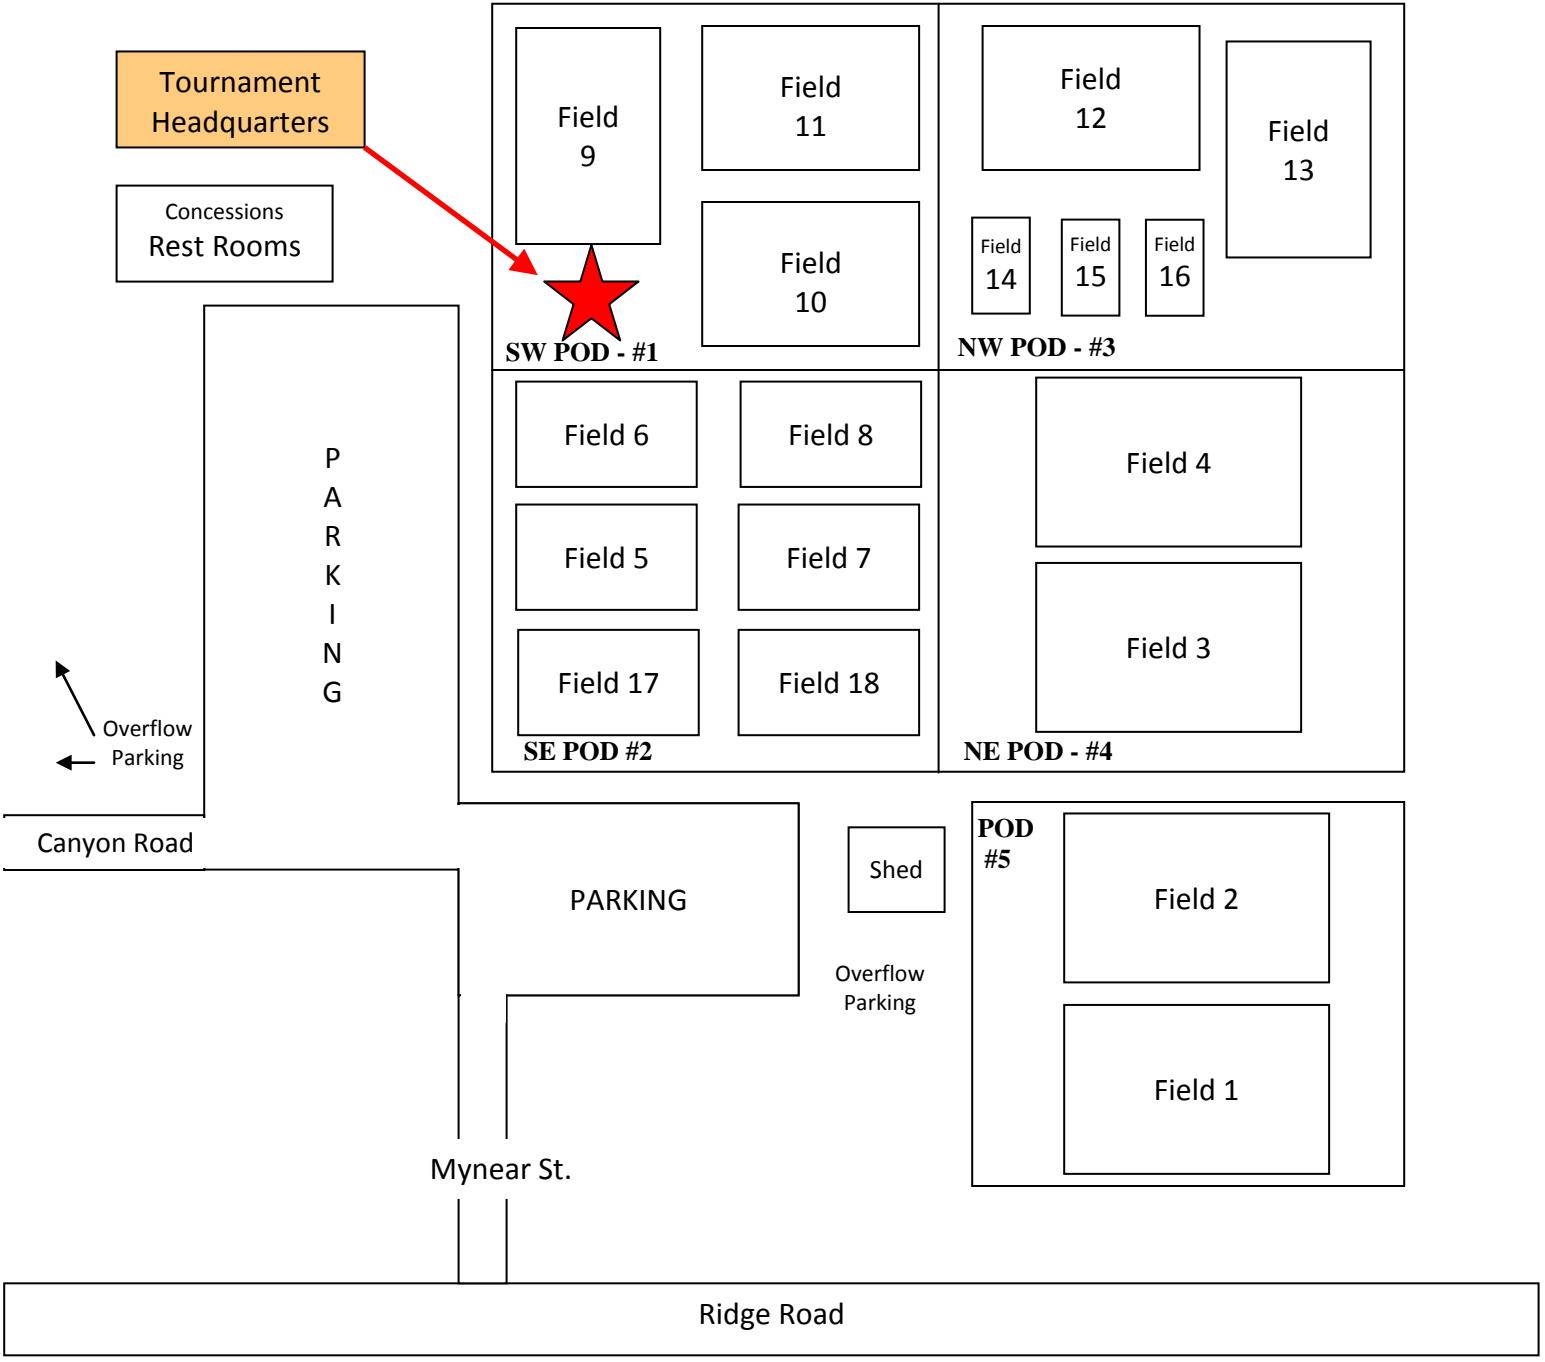 Tournament
Headquarters
Concessions
Rest Rooms
Field
9
Field
11
Field
10
SW POD - #1
Field
12
Field
13
Field
14
Field
15
Field
16
NW POD - #3
P
A
R
K
I
N
G
Field 6
Field 8
Field 5
Field 7
Field 17
Field 18
SE POD #2
Field 4
Field 3
NE POD - #4
Overflow
Parking
Canyon Road
PARKING
Shed
Overflow
Parking
POD
#5
Field 2
Field 1
Mynear St.
Ridge Road